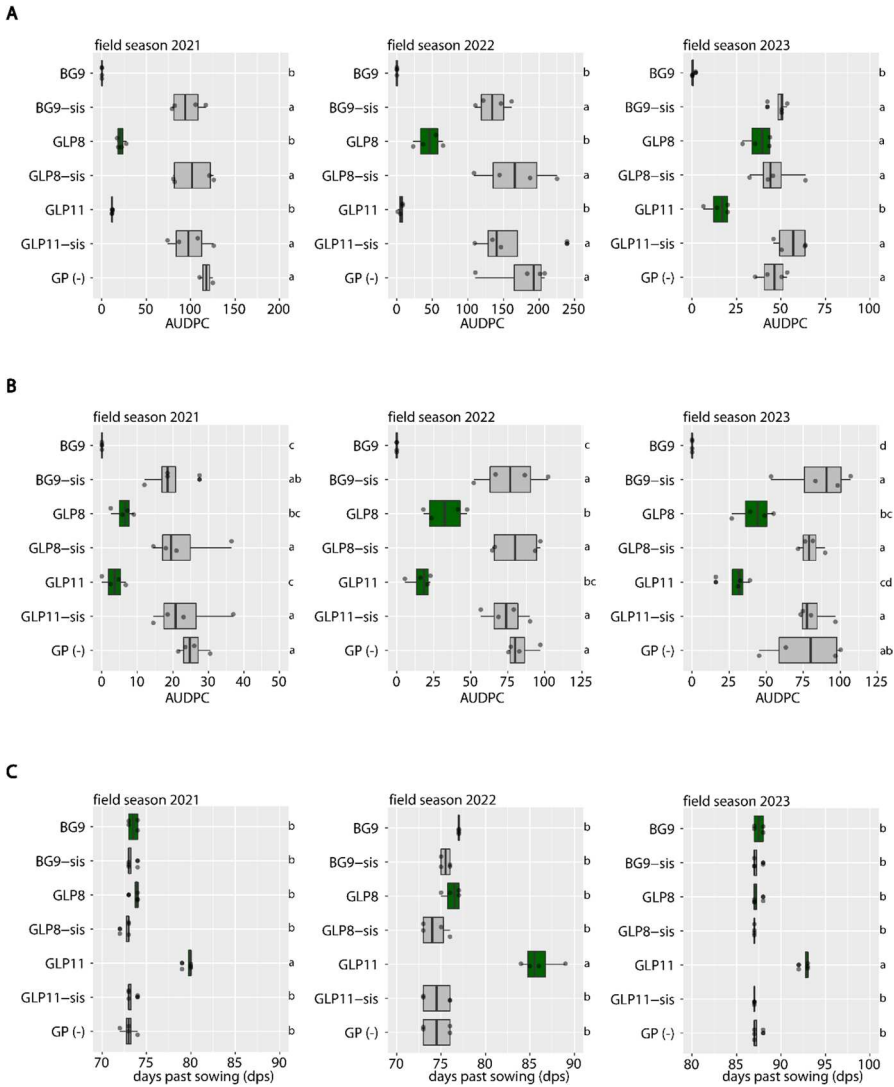 A
field season 2021
field season 2022
field season 2023
BG9 b
BG9 b
BG9 b
BG9–sis a
BG9–sis a
BG9–sis a
GLP8 b
GLP8 b
GLP8 a
GLP8–sis a
GLP8–sis a
GLP8–sis a
GLP11 b
GLP11 b
GLP11 b
GLP11–sis a
GLP11–sis a
GLP11–sis a
GP (-) a
GP (-) a
GP (-) a
0 50 100 150 200
0 50 100 150 200 250
0 25 50 75 100
AUDPC
AUDPC
AUDPC
B
field season 2021
field season 2022
field season 2023
BG9 c
BG9 c
BG9 d
BG9–sis ab
BG9–sis a
BG9–sis a
GLP8 bc
GLP8 b
GLP8 bc
GLP8–sis a
GLP8–sis a
GLP8–sis a
GLP11 c
GLP11 bc
GLP11 cd
GLP11–sis a
GLP11–sis a
GLP11–sis a
GP (-) a
GP (-) a
GP (-) ab
0 10 20 30 40 50
0 25 50 75 100 125
0 25 50 75 100 125
AUDPC
AUDPC
AUDPC
C
field season 2021
field season 2022
field season 2023
BG9 b
BG9 b
BG9 b
BG9–sis b
BG9–sis b
BG9–sis b
GLP8 b
GLP8 b
GLP8 b
GLP8–sis b
GLP8–sis b
GLP8–sis b
GLP11 a
GLP11 a
GLP11 a
GLP11–sis b
GLP11–sis b
GLP11–sis b
GP (-) b
GP (-) b
GP (-) b
70 75 80 85 90
70 80 85 90
80 85 90 95 100
days past sowing (dps)
days past sowing (dps)
days past sowing (dps)